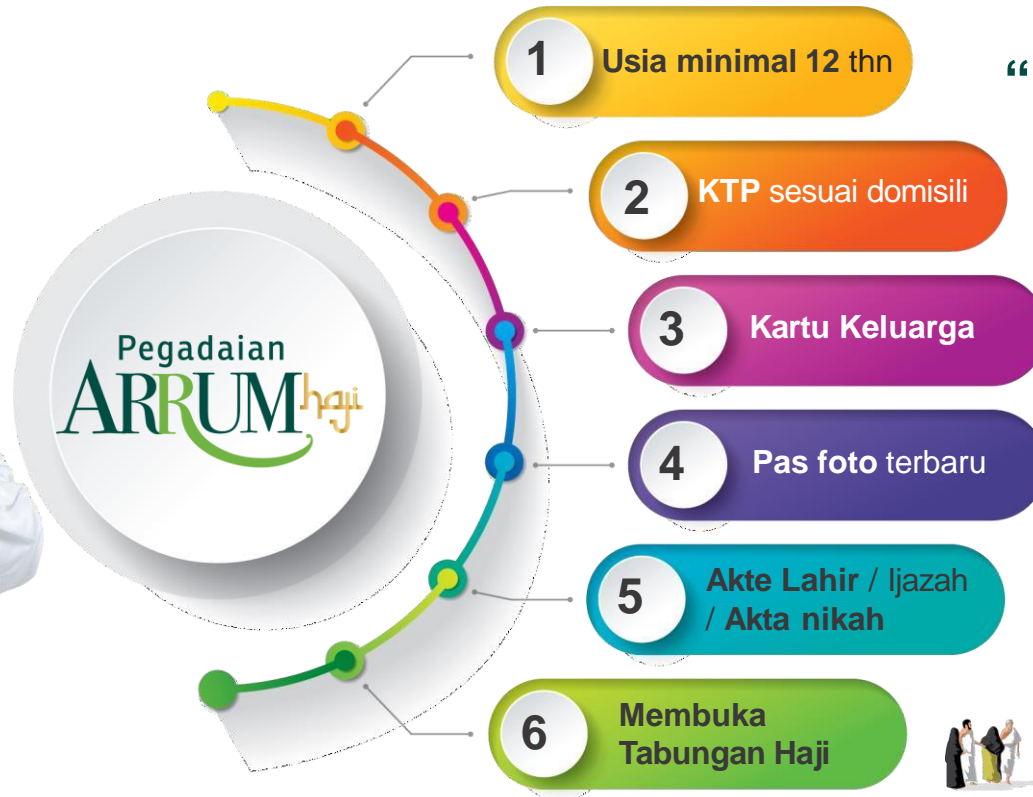 Pegadaian
ARRUM haji
1
Usia minimal 12 thn
“
2
KTP sesuai domisili
3
Kartu Keluarga
4
Pas foto terbaru
5
Akte Lahir / Ijazah
/ Akta nikah
6
Membuka
Tabungan Haji